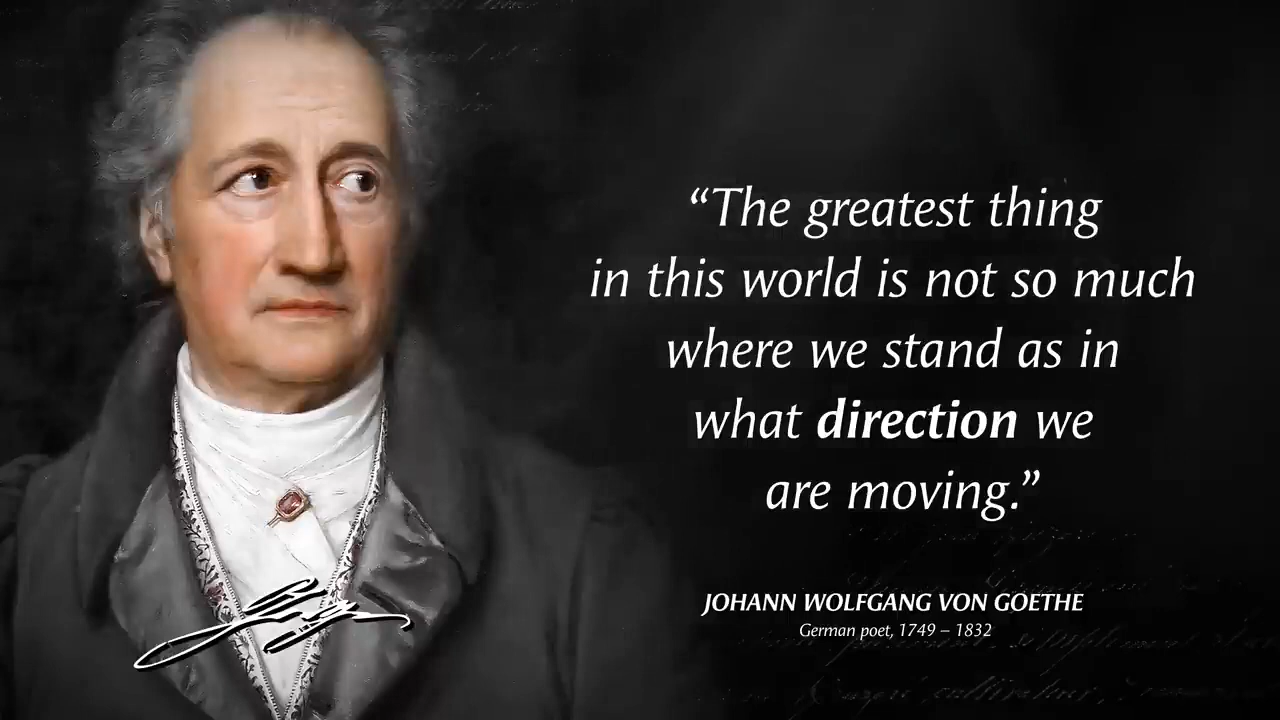 “The greatest thing
in this world is not so much
where we stand as in
what direction we
are moving.”
JOHANN WOLFGANG VON GOETHE
German poet, 1749 – 1832